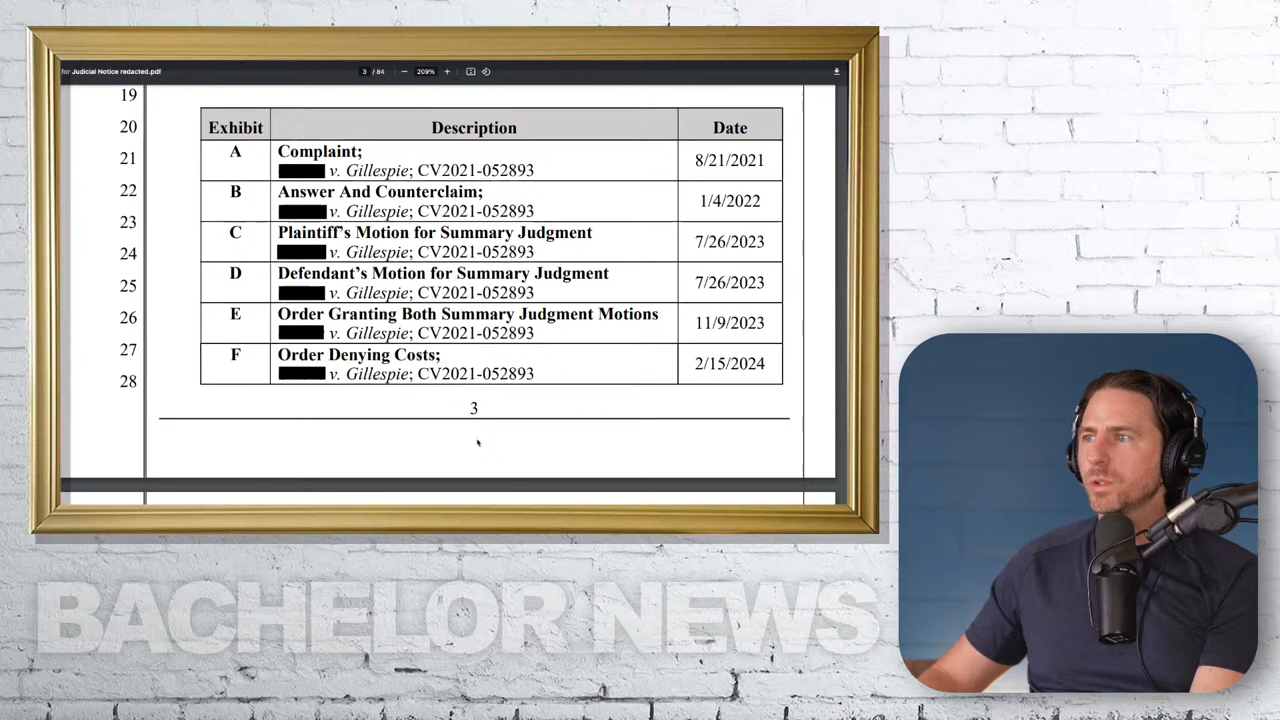 for Judicial Notice redacted.pdf
3 / 84
209%
19
20
21
22
23
24
25
26
27
28
Exhibit Description Date
A Complaint; 8/21/2021
v. Gillespie; CV2021-052893
B Answer And Counterclaim; 1/4/2022
v. Gillespie; CV2021-052893
C Plaintiff's Motion for Summary Judgment 7/26/2023
v. Gillespie; CV2021-052893
D Defendant's Motion for Summary Judgment 7/26/2023
v. Gillespie; CV2021-052893
E Order Granting Both Summary Judgment Motions 11/9/2023
v. Gillespie; CV2021-052893
F Order Denying Costs; 2/15/2024
v. Gillespie; CV2021-052893
3
BACHELOR NEWS